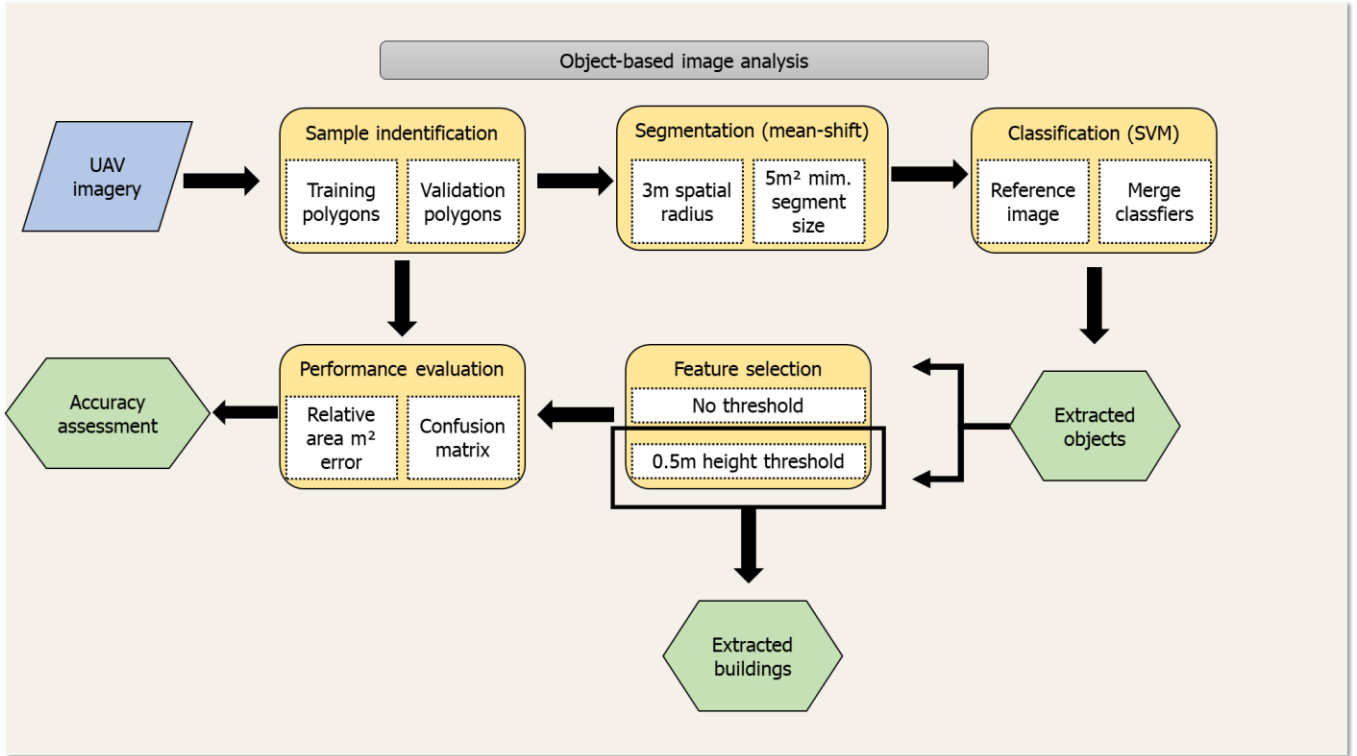 Object-based image analysis
UAV
imagery
Sample indentification
Training
polygons
Validation
polygons
Segmentation (mean-shift)
3m spatial
radius
5m² mim.
segment
size
Classification (SVM)
Reference
image
Merge
classfiers
Accuracy
assessment
Performance evaluation
Relative
area m²
error
Confusion
matrix
Feature selection
No threshold
0.5m height threshold
Extracted
objects
Extracted
buildings